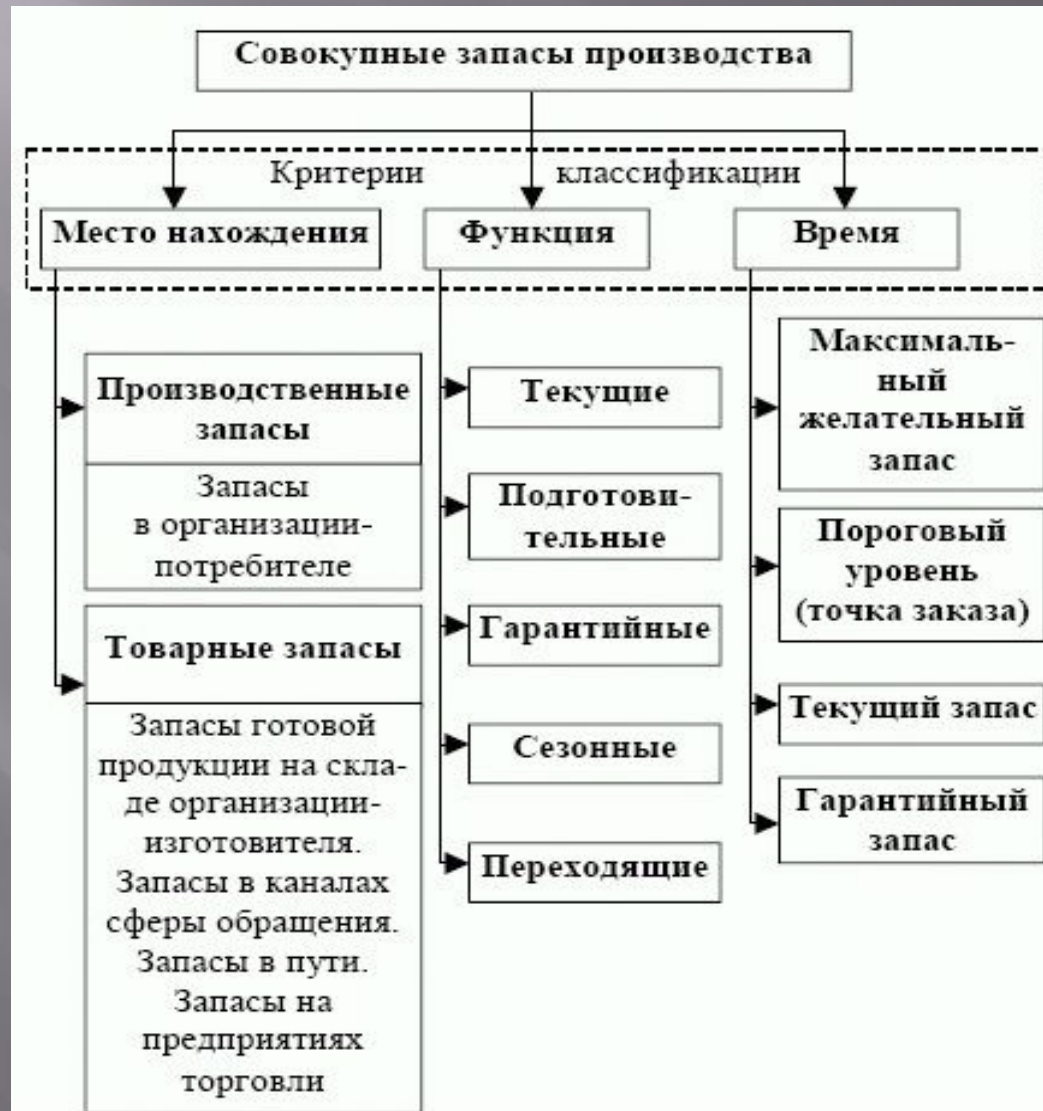 Совокупные запасы производства
Критерии классификации
Место нахождения
Функция
Время
Производственные
запасы
Запасы
в организации-
потребителе
Товарные запасы
Запасы готовой
продукции на скла-
де организации-
изготовителя.
Запасы в каналах
сферы обращения.
Запасы в пути.
Запасы на
предприятиях
торговли
Текущие
Подготови-
тельные
Гарантийные
Сезонные
Переходящие
Максималь-
ный
желательный
запас
Пороговый
уровень
(точка заказа)
Текущий запас
Гарантийный
запас